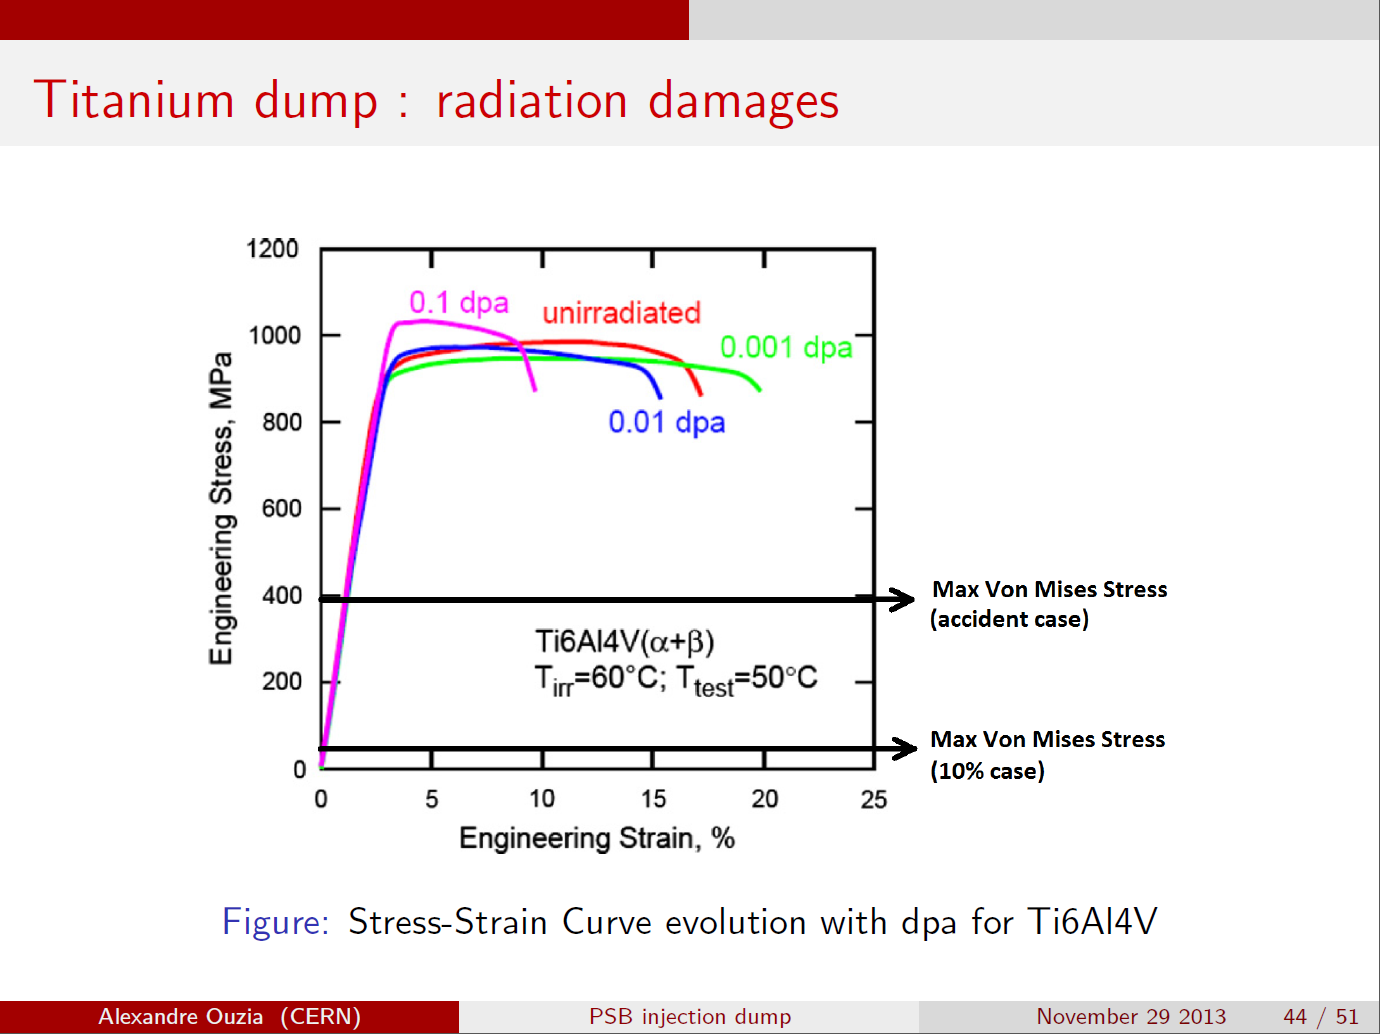 Titanium dump : radiation damages
1200
1000
800
600
400
200
0
Engineering Stress, MPa
0.1 dpa
unirradiated
0.001 dpa
0.01 dpa
Max Von Mises Stress
(accident case)
Ti6Al4V(α+β)
Tirr=60°C; Ttest=50°C
Max Von Mises Stress
(10% case)
0 5 10 15 20 25
Engineering Strain, %
Figure: Stress-Strain Curve evolution with dpa for Ti6Al4V
Alexandre Ouzia (CERN) PSB injection dump November 29 2013 44 / 51